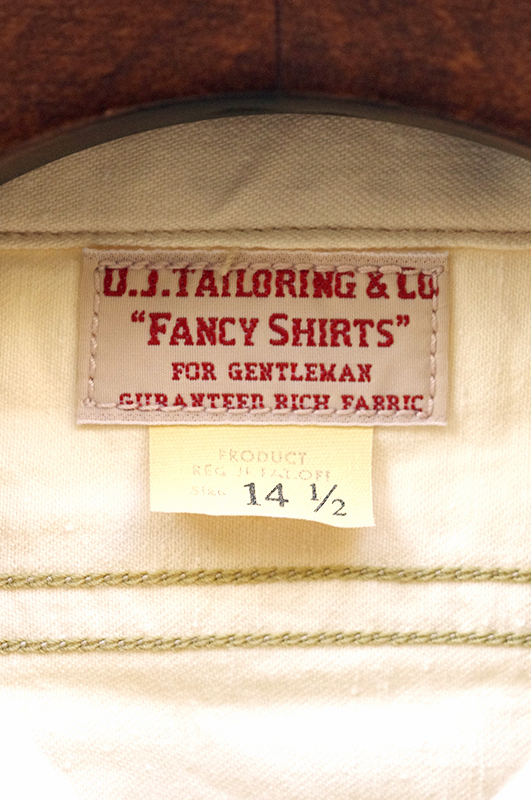 D.J. TAILORING & CO
“FANCY SHIRTS”
FOR GENTLEMAN
GURANTEED RICH FABRIC
PRODUCT
Size 14 1/2